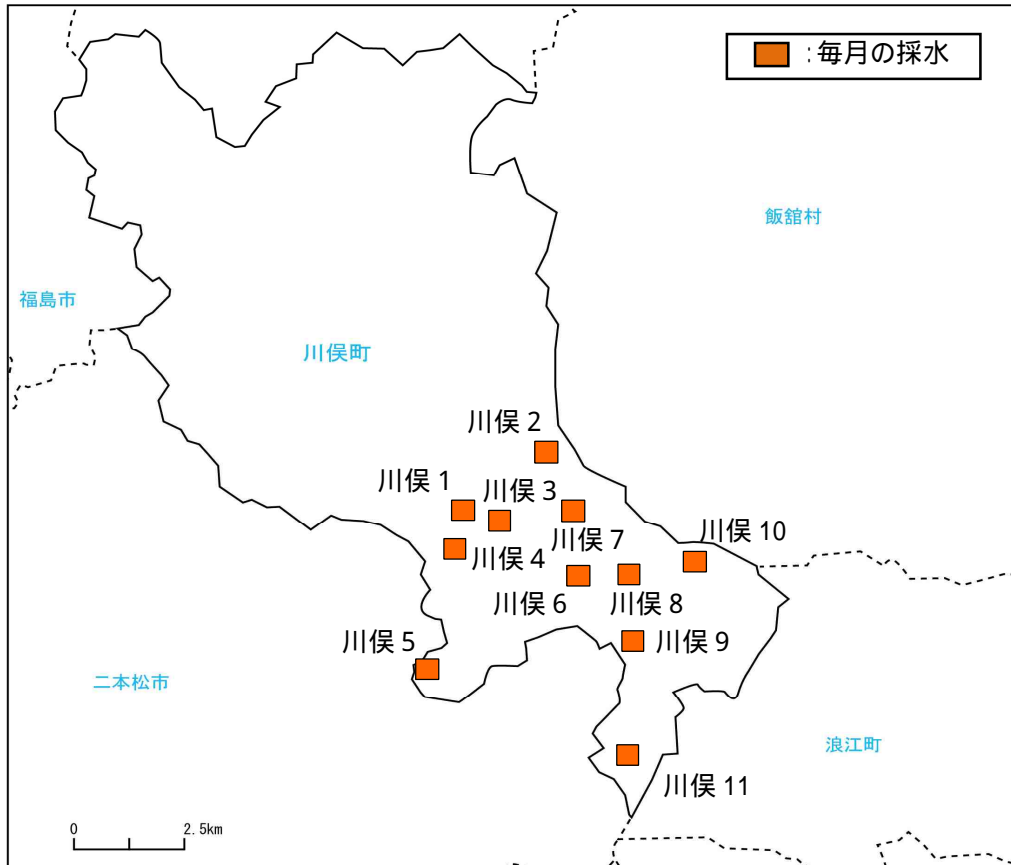 ：毎月の採水
飯舘村
福島市
川俣町
川俣 2
川俣 1
川俣 3
川俣 10
川俣 7
川俣 4
川俣 6
川俣 8
川俣 5
川俣 9
二本松市
浪江町
川俣 11
0
2.5km